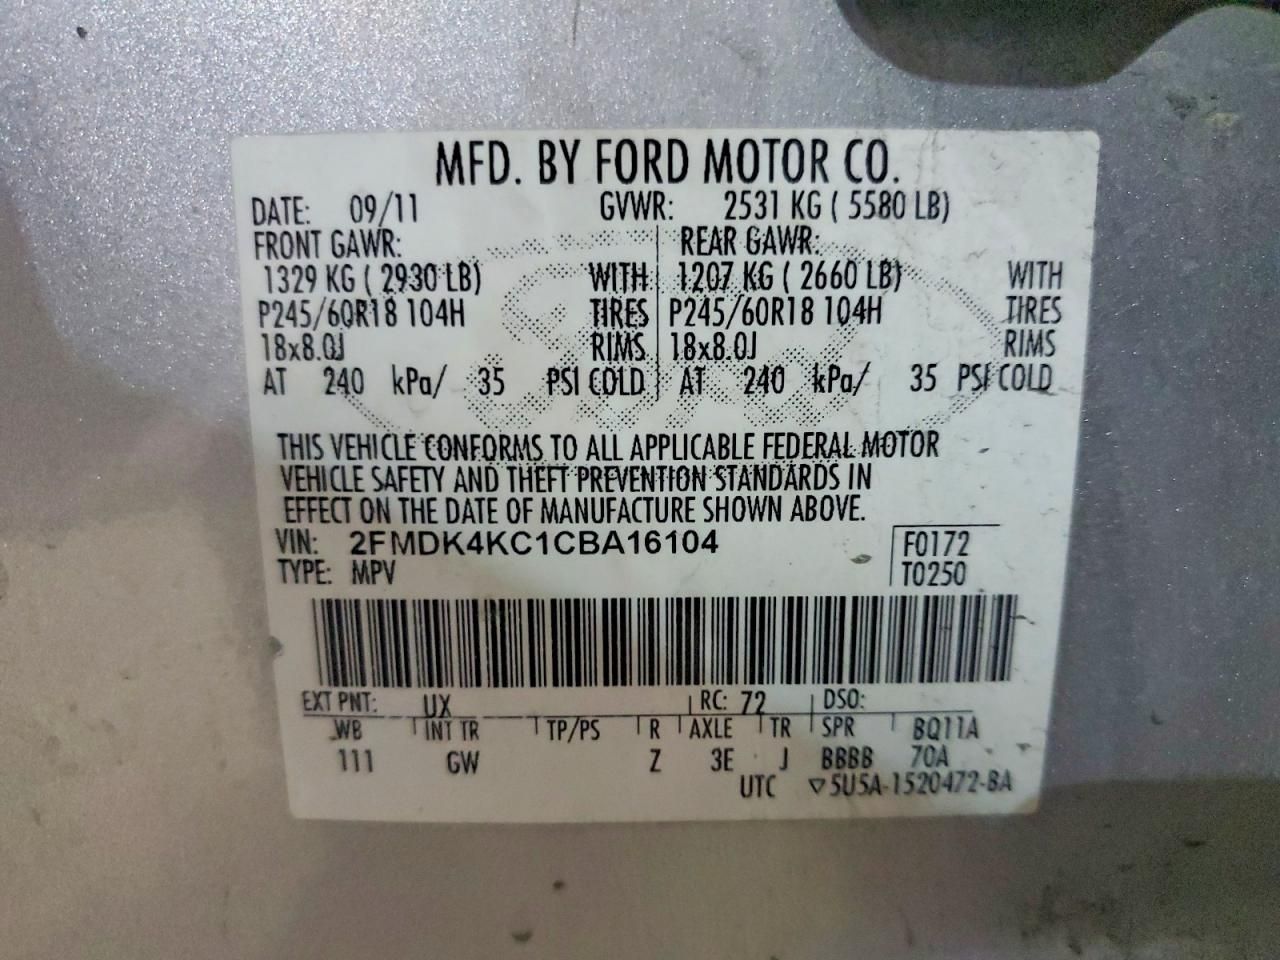 MFD. BY FORD MOTOR CO.
DATE: 09/11 GVWR: 2531 KG ( 5580 LB)
FRONT GAWR: REAR GAWR:
1329 KG ( 2930 LB) WITH 1207 KG ( 2660 LB) WITH
P245/60R18 104H TIRES P245/60R18 104H TIRES
18x8.0J RIMS 18x8.0J RIMS
AT 240 kPa/ 35 PSI COLD AT 240 kPa/ 35 PSI COLD
THIS VEHICLE CONFORMS TO ALL APPLICABLE FEDERAL MOTOR
VEHICLE SAFETY AND THEFT PREVENTION STANDARDS IN
EFFECT ON THE DATE OF MANUFACTURE SHOWN ABOVE.
VIN: 2FMDK4KC1CBA16104 F0172
TYPE: MPV T0250
EXT PNT: UX RC: 72 DSO:
WB INT TR TP/PS R AXLE TR SPR BQ11A
111 GW Z 3E J BBBB 70A
UTC ▽5U5A-1520472-BA